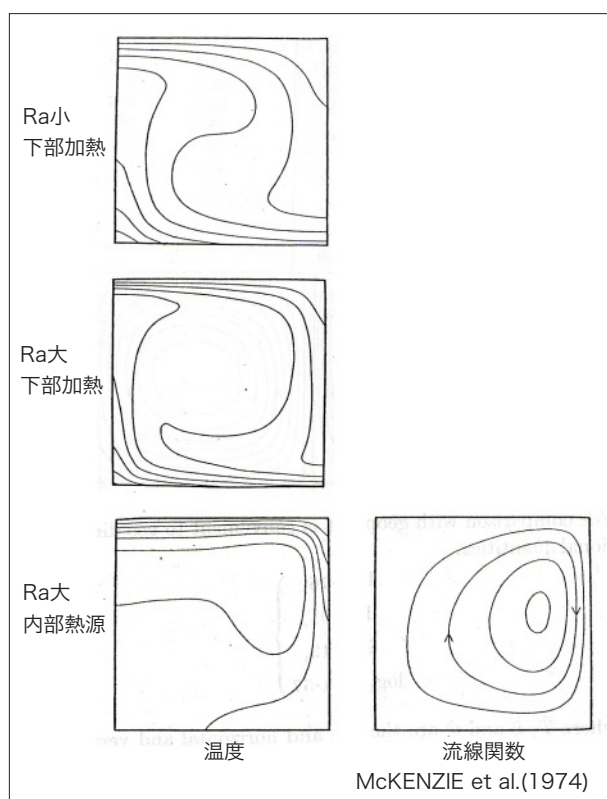 Ra小
下部加熱
Ra大
下部加熱
Ra大
内部熱源
温度
流線関数
McKENZIE et al.(1974)